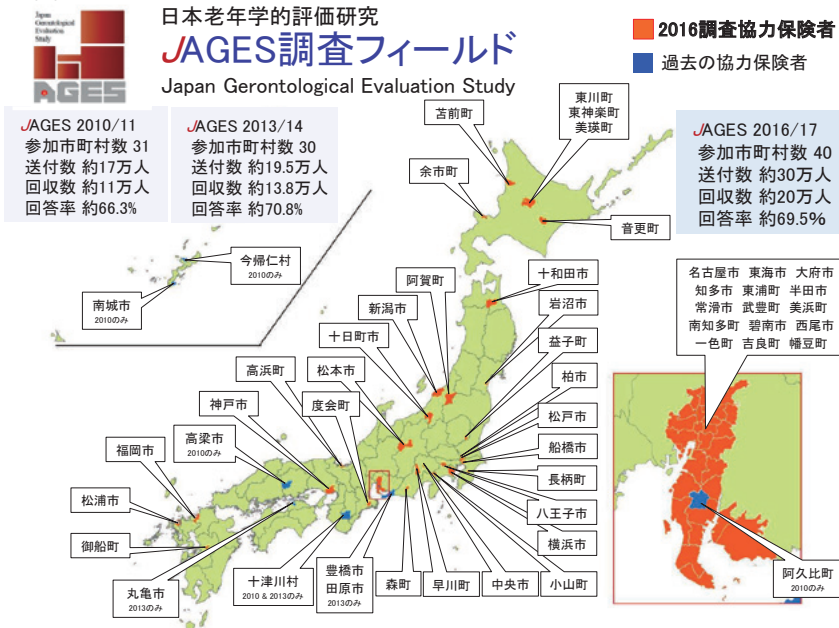 Japan
Gerontological
Evaluation
Study
AGES
日本老年学的評価研究
JAGES調査フィールド
Japan Gerontological Evaluation Study
2016調査協力保険者
過去の協力保険者
JAGES 2010/11
参加市町村数 31
送付数 約17万人
回収数 約11万人
回答率 約66.3%
JAGES 2013/14
参加市町村数 30
送付数 約19.5万人
回収数 約13.8万人
回答率 約70.8%
JAGES 2016/17
参加市町村数 40
送付数 約30万人
回収数 約20万人
回答率 約69.5%
苫前町
東川町
東神楽町
美瑛町
余市町
音更町
今帰仁村
2010のみ
南城市
2010のみ
阿賀町
新潟市
十日町市
高浜町
松本市
神戸市
度会町
高梁市
2010のみ
福岡市
松浦市
御船町
十和田市
岩沼市
益子町
柏市
松戸市
船橋市
長柄町
八王子市
横浜市
名古屋市 東海市 大府市
知多市 東浦町 半田市
常滑市 武豊町 美浜町
南知多町 碧南市 西尾市
一色町 吉良町 幡豆町
阿久比町
2010のみ
丸亀市
2013のみ
十津川村
2010 & 2013のみ
豊橋市
田原市
2013のみ
森町
早川町
中央市
小山町